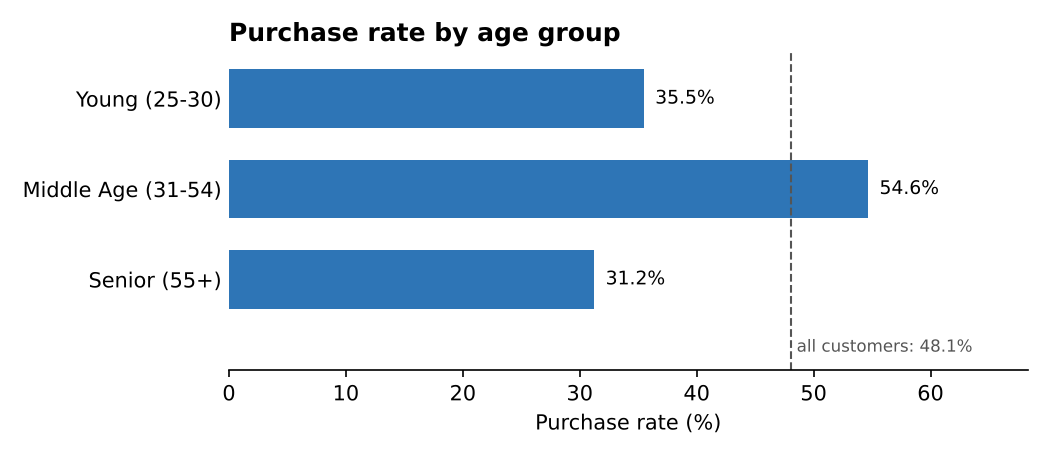 Purchase rate by age group
Young (25-30)
35.5%
Middle Age (31-54)
54.6%
Senior (55+)
31.2%
all customers: 48.1%
0 10 20 30 40 50 60
Purchase rate (%)